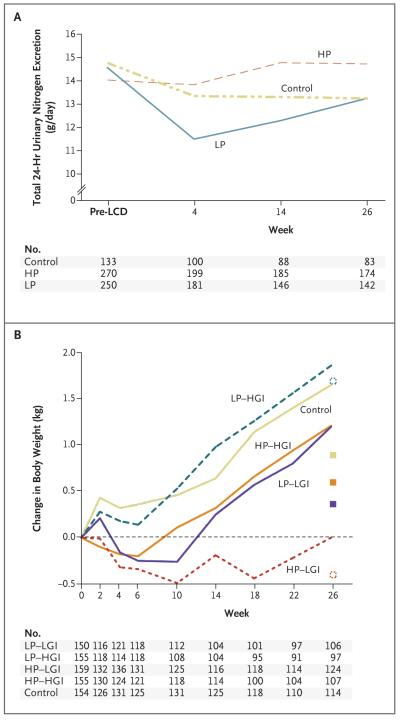 A
Total 24-Hr Urinary Nitrogen Excretion
(g/day)
16
15
14
13
12
11
10
0
HP
Control
LP
Pre-LCD 4 14 26
Week
No.
Control 133 100 88 83
HP 270 199 185 174
LP 250 181 146 142
B
Change in Body Weight (kg)
2.0
1.5
1.0
0.5
0.0
−0.5
LP–HGI
Control
HP–HGI
LP–LGI
HP–LGI
0 2 4 6 10 14 18 22 26
Week
No.
LP–LGI 150 116 121 118 112 104 101 97 106
LP–HGI 155 118 114 118 108 104 95 91 97
HP–LGI 159 132 136 131 125 116 118 114 124
HP–HGI 155 130 124 121 118 114 100 104 107
Control 154 126 131 125 131 125 118 110 114